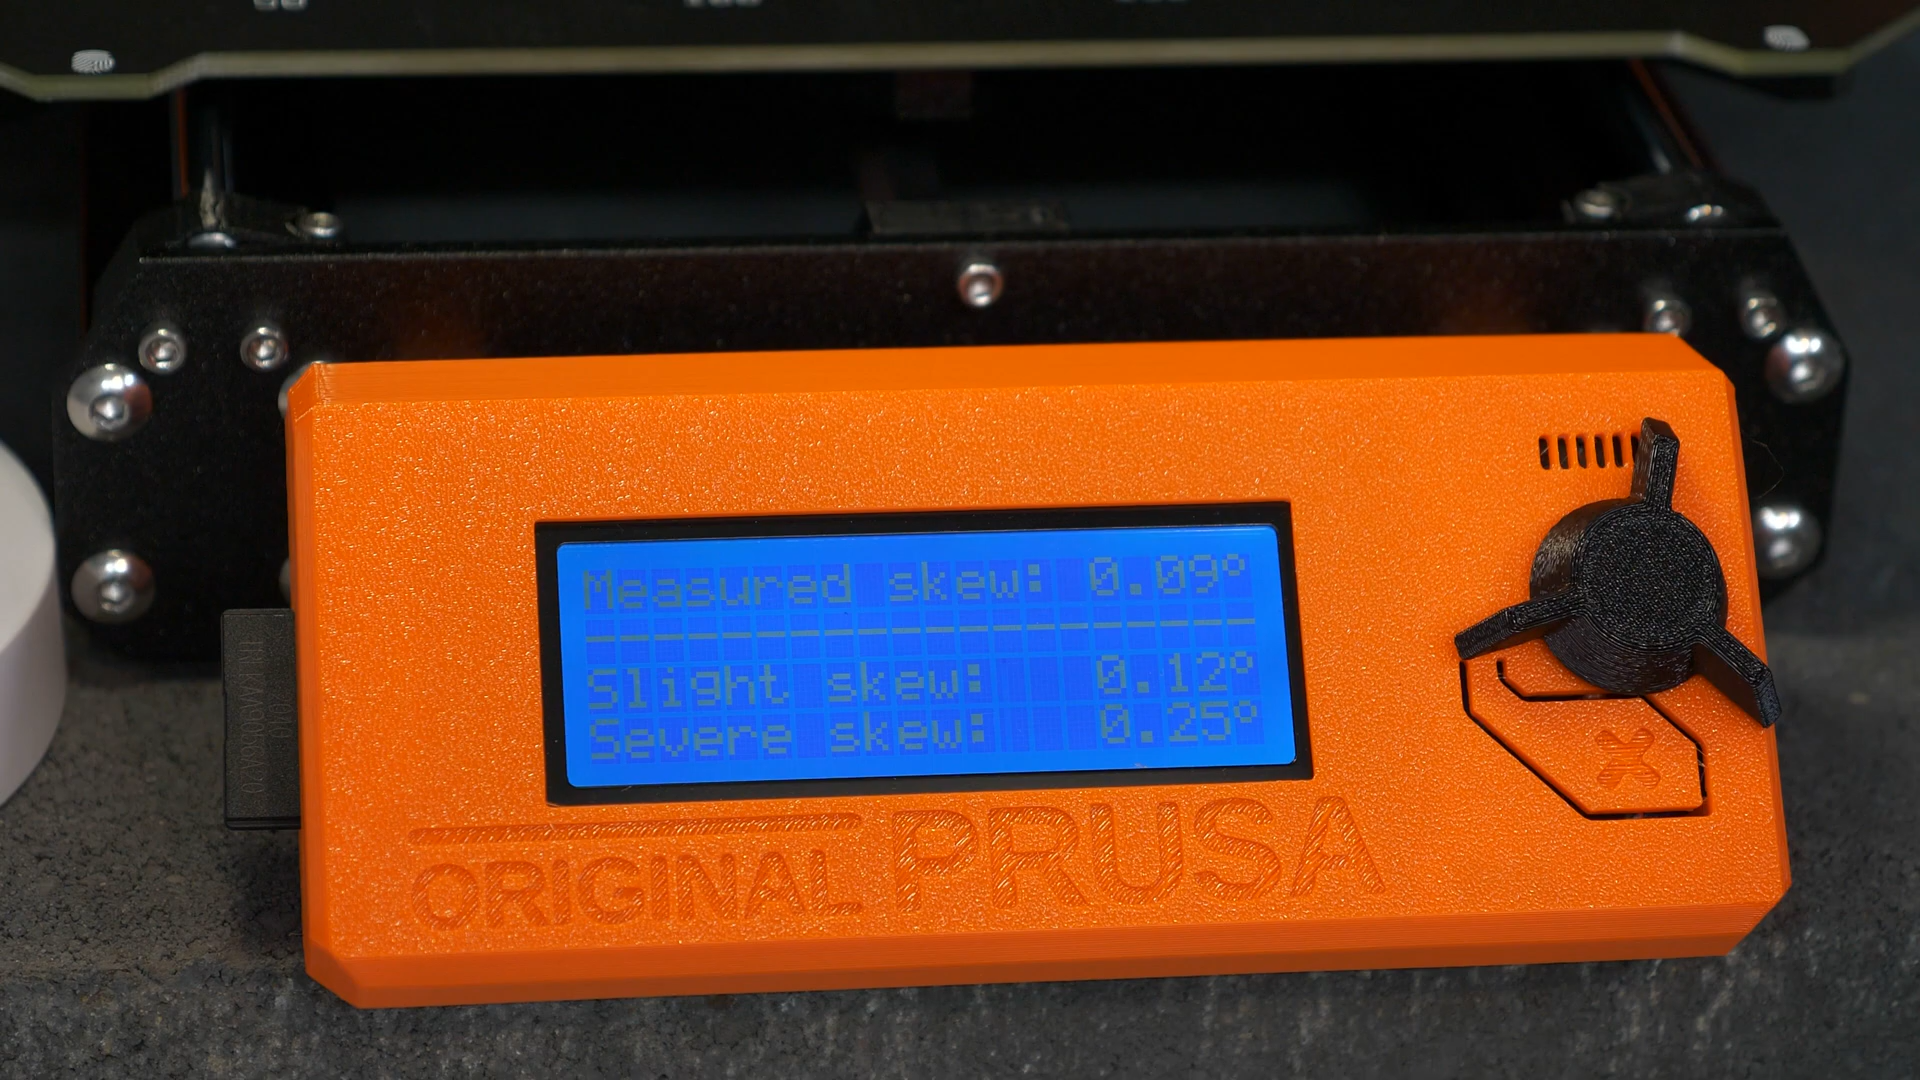 Measured skew: 0.09°
Slight skew: 0.12°
Severe skew: 0.25°
ORIGINAL PRUSA